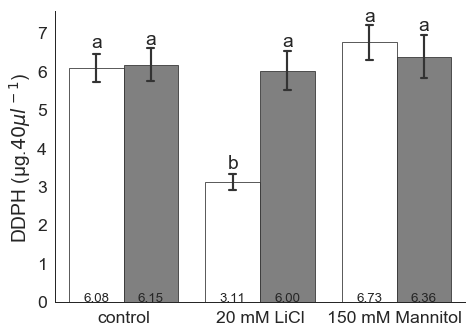 DDPH (µg.40µl⁻¹)
7
6
5
4
3
2
1
0
a a b a a a
6.08 6.15 3.11 6.00 6.73 6.36
control 20 mM LiCl 150 mM Mannitol